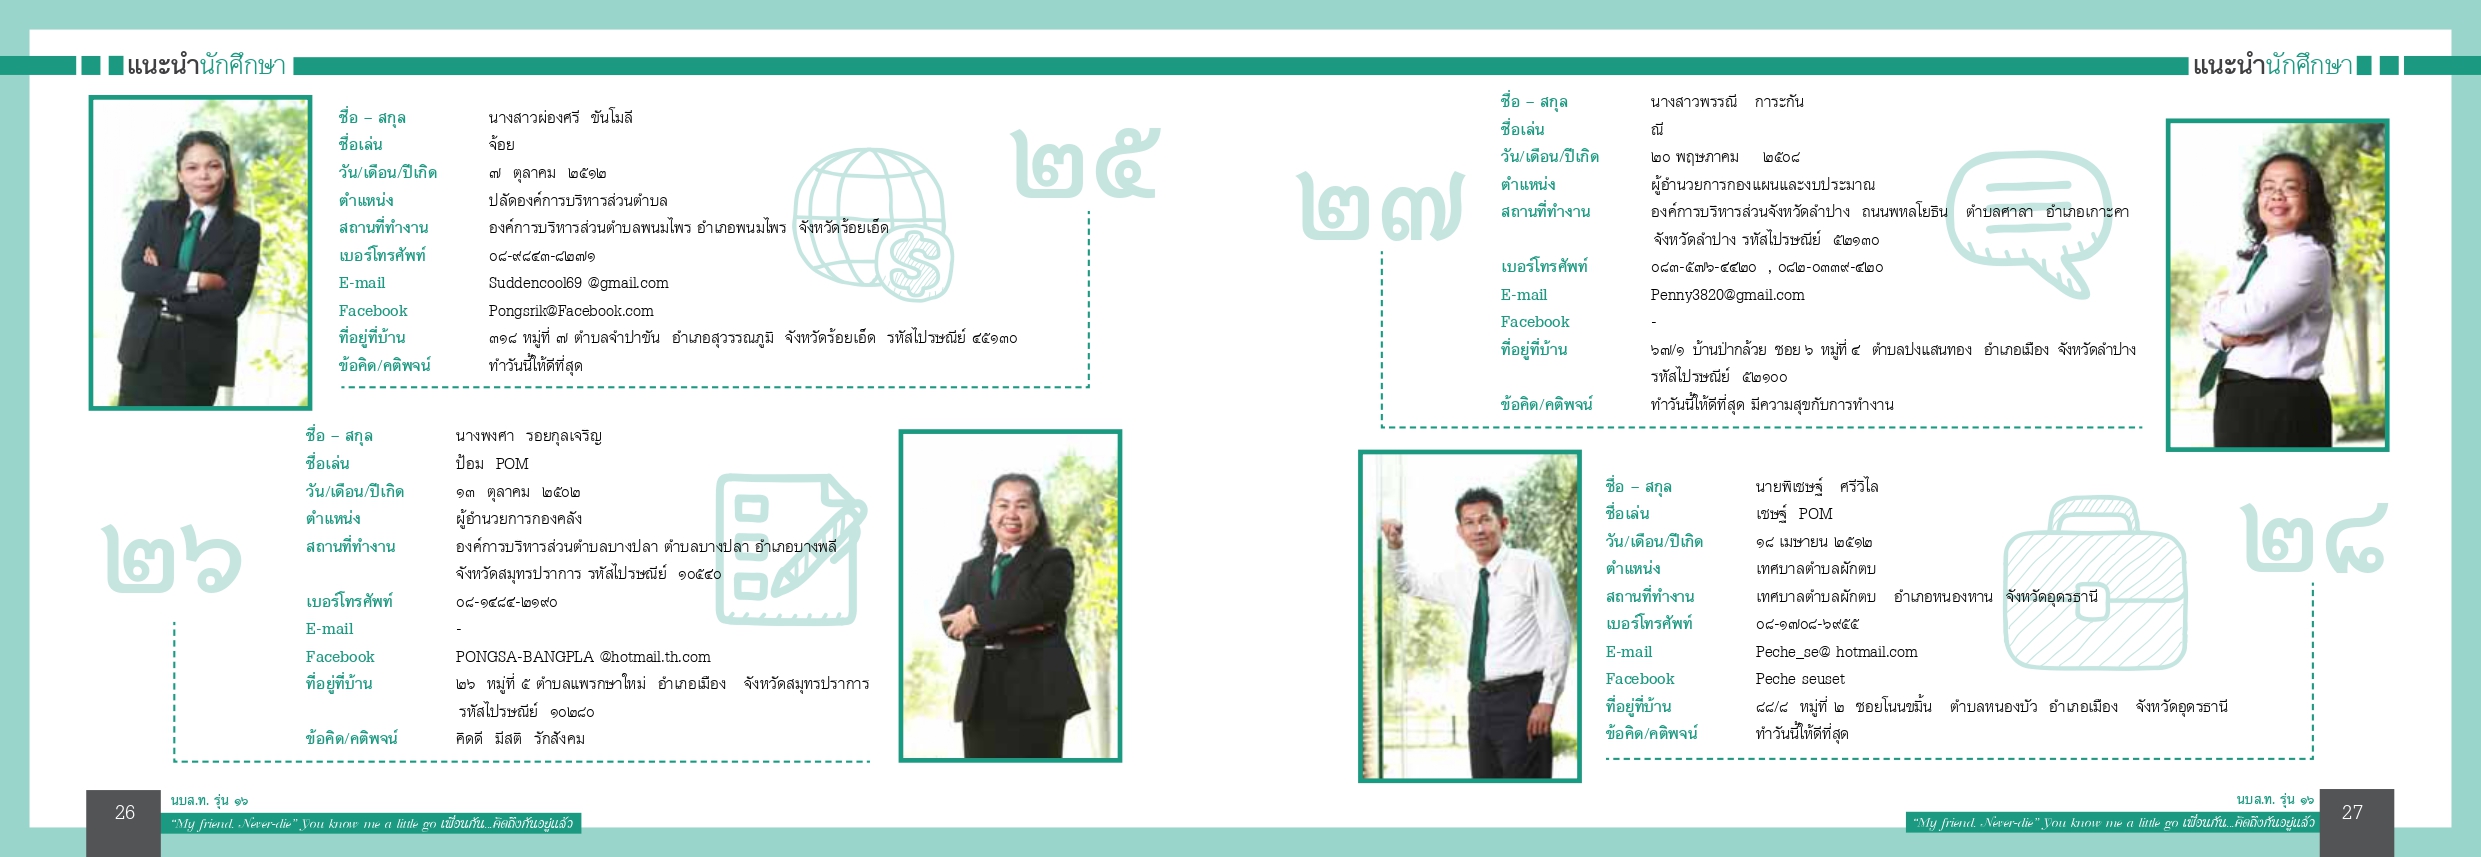 แนะนำนักศึกษา
ชื่อ – สกุล นางสาวผ่องศรี ขันโมลี
ชื่อเล่น จ้อย
วัน/เดือน/ปีเกิด ๗ ตุลาคม ๒๕๑๒
ตำแหน่ง ปลัดองค์การบริหารส่วนตำบล
สถานที่ทำงาน องค์การบริหารส่วนตำบลพนมไพร อำเภอพนมไพร จังหวัดร้อยเอ็ด
เบอร์โทรศัพท์ ๐๘-๙๘๔๓-๘๒๗๑
E-mail Suddencool69 @gmail.com
Facebook Pongsrik@Facebook.com
ที่อยู่ที่บ้าน ๓๑๘ หมู่ที่ ๗ ตำบลจำปาขัน อำเภอสุวรรณภูมิ จังหวัดร้อยเอ็ด รหัสไปรษณีย์ ๔๕๑๓๐
ข้อคิด/คติพจน์ ทำวันนี้ให้ดีที่สุด
๒๕
๒๖
ชื่อ – สกุล นางพงศา รอยกุลเจริญ
ชื่อเล่น ป้อม POM
วัน/เดือน/ปีเกิด ๑๓ ตุลาคม ๒๕๐๒
ตำแหน่ง ผู้อำนวยการกองคลัง
สถานที่ทำงาน องค์การบริหารส่วนตำบลบางปลา ตำบลบางปลา อำเภอบางพลี
จังหวัดสมุทรปราการ รหัสไปรษณีย์ ๑๐๕๔๐
เบอร์โทรศัพท์ ๐๘-๑๔๘๔-๒๑๙๐
E-mail -
Facebook PONGSA-BANGPLA @hotmail.th.com
ที่อยู่ที่บ้าน ๒๖ หมู่ที่ ๕ ตำบลแพรกษาใหม่ อำเภอเมือง จังหวัดสมุทรปราการ
รหัสไปรษณีย์ ๑๐๒๘๐
ข้อคิด/คติพจน์ คิดดี มีสติ รักสังคม
26
นบส.ท. รุ่น ๑๖
“My friend. Never-die” You know me a little go เพื่อนกัน...คิดถึงกันอยู่แล้ว
แนะนำนักศึกษา
๒๗
ชื่อ – สกุล นางสาวพรรณี การะกัน
ชื่อเล่น ณี
วัน/เดือน/ปีเกิด ๒๐ พฤษภาคม ๒๕๐๘
ตำแหน่ง ผู้อำนวยการกองแผนและงบประมาณ
สถานที่ทำงาน องค์การบริหารส่วนจังหวัดลำปาง ถนนพหลโยธิน ตำบลศาลา อำเภอเกาะคา
จังหวัดลำปาง รหัสไปรษณีย์ ๕๒๑๓๐
เบอร์โทรศัพท์ ๐๘๓-๕๗๖-๔๔๒๐ , ๐๘๒-๐๓๓๙-๔๒๐
E-mail Penny3820@gmail.com
Facebook -
ที่อยู่ที่บ้าน ๖๓/๑ บ้านป่ากล้วย ซอย ๖ หมู่ที่ ๔ ตำบลปงแสนทอง อำเภอเมือง จังหวัดลำปาง
รหัสไปรษณีย์ ๕๒๑๐๐
ข้อคิด/คติพจน์ ทำวันนี้ให้ดีที่สุด มีความสุขกับการทำงาน
ชื่อ – สกุล นายพิเชษฐ์ ศรีวิไล
ชื่อเล่น เชษฐ์ POM
วัน/เดือน/ปีเกิด ๑๘ เมษายน ๒๕๑๒
ตำแหน่ง เทศบาลตำบลผักตบ
สถานที่ทำงาน เทศบาลตำบลผักตบ อำเภอหนองหาน จังหวัดอุดรธานี
เบอร์โทรศัพท์ ๐๘-๑๗๐๘-๖๙๕๕
E-mail Peche_se@ hotmail.com
Facebook Peche seuset
ที่อยู่ที่บ้าน ๘๘/๘ หมู่ที่ ๒ ซอยโนนขมิ้น ตำบลหนองบัว อำเภอเมือง จังหวัดอุดรธานี
ข้อคิด/คติพจน์ ทำวันนี้ให้ดีที่สุด
๒๘
นบส.ท. รุ่น ๑๖
“My friend. Never-die” You know me a little go เพื่อนกัน...คิดถึงกันอยู่แล้ว
27